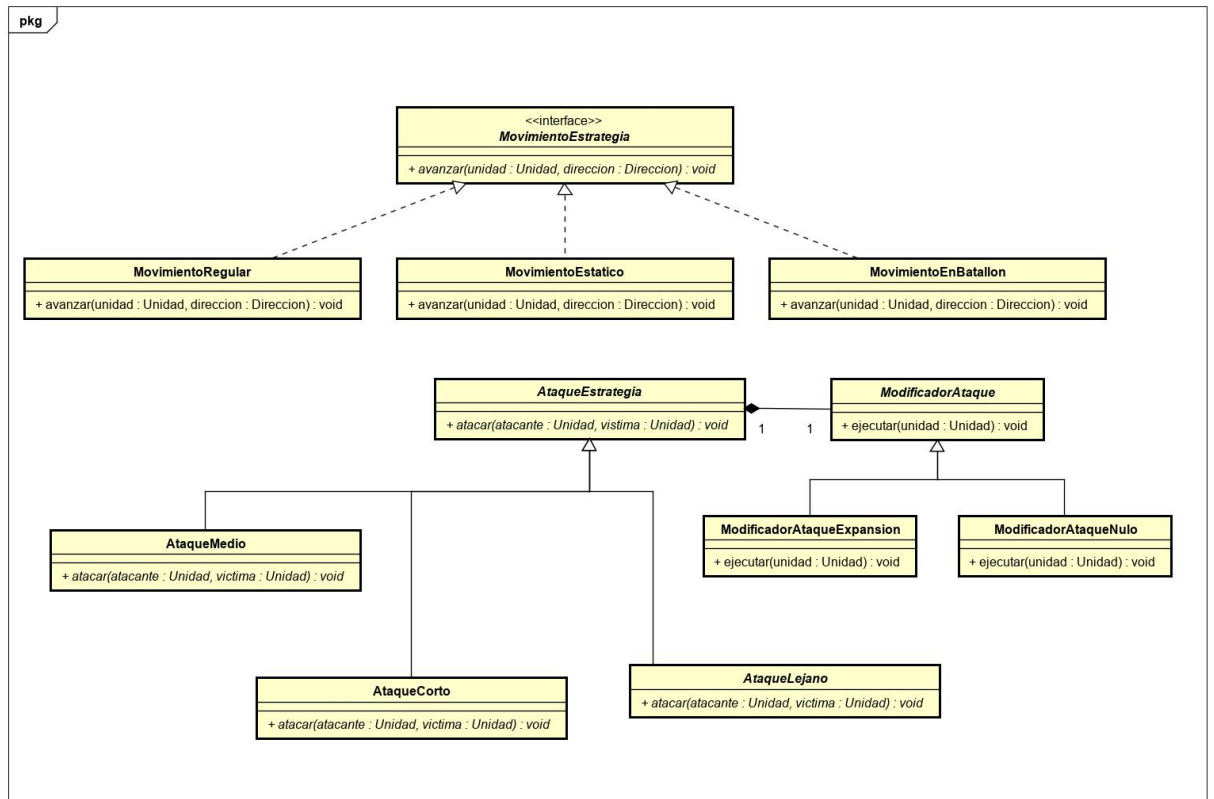 pkg
<<interface>>
MovimientoEstrategia
+ avanzar(unidad : Unidad, direccion : Direccion) : void
MovimientoRegular
+ avanzar(unidad : Unidad, direccion : Direccion) : void
MovimientoEstatico
+ avanzar(unidad : Unidad, direccion : Direccion) : void
MovimientoEnBatallon
+ avanzar(unidad : Unidad, direccion : Direccion) : void
AtaqueEstrategia
+ atacar(atacante : Unidad, vistima : Unidad) : void
1
1
ModificadorAtaque
+ ejecutar(unidad : Unidad) : void
AtaqueMedio
+ atacar(atacante : Unidad, victima : Unidad) : void
ModificadorAtaqueExpansion
+ ejecutar(unidad : Unidad) : void
ModificadorAtaqueNulo
+ ejecutar(unidad : Unidad) : void
AtaqueCorto
+ atacar(atacante : Unidad, victima : Unidad) : void
AtaqueLejano
+ atacar(atacante : Unidad, victima : Unidad) : void